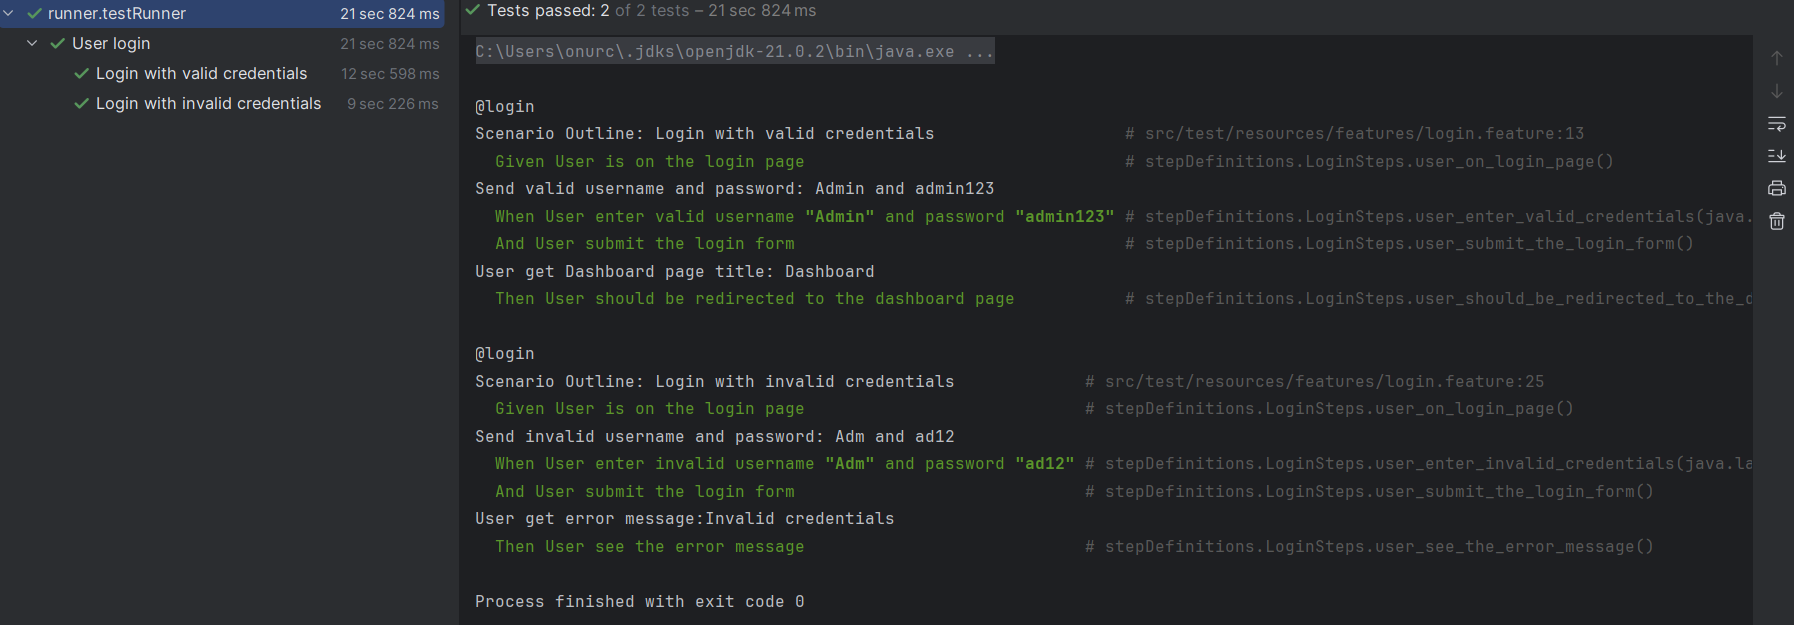 runner.testRunner 21 sec 824 ms
User login 21 sec 824 ms
Login with valid credentials 12 sec 598 ms
Login with invalid credentials 9 sec 226 ms
Tests passed: 2 of 2 tests – 21 sec 824 ms
C:\Users\onurc\.jdks\openjdk-21.0.2\bin\java.exe ...
@login
Scenario Outline: Login with valid credentials # src/test/resources/features/login.feature:13
Given User is on the login page # stepDefinitions.LoginSteps.user_on_login_page()
Send valid username and password: Admin and admin123
When User enter valid username "Admin" and password "admin123" # stepDefinitions.LoginSteps.user_enter_valid_credentials(java.
And User submit the login form # stepDefinitions.LoginSteps.user_submit_the_login_form()
User get Dashboard page title: Dashboard
Then User should be redirected to the dashboard page # stepDefinitions.LoginSteps.user_should_be_redirected_to_the_d
@login
Scenario Outline: Login with invalid credentials # src/test/resources/features/login.feature:25
Given User is on the login page # stepDefinitions.LoginSteps.user_on_login_page()
Send invalid username and password: Adm and ad12
When User enter invalid username "Adm" and password "ad12" # stepDefinitions.LoginSteps.user_enter_invalid_credentials(java.la
And User submit the login form # stepDefinitions.LoginSteps.user_submit_the_login_form()
User get error message:Invalid credentials
Then User see the error message # stepDefinitions.LoginSteps.user_see_the_error_message()
Process finished with exit code 0